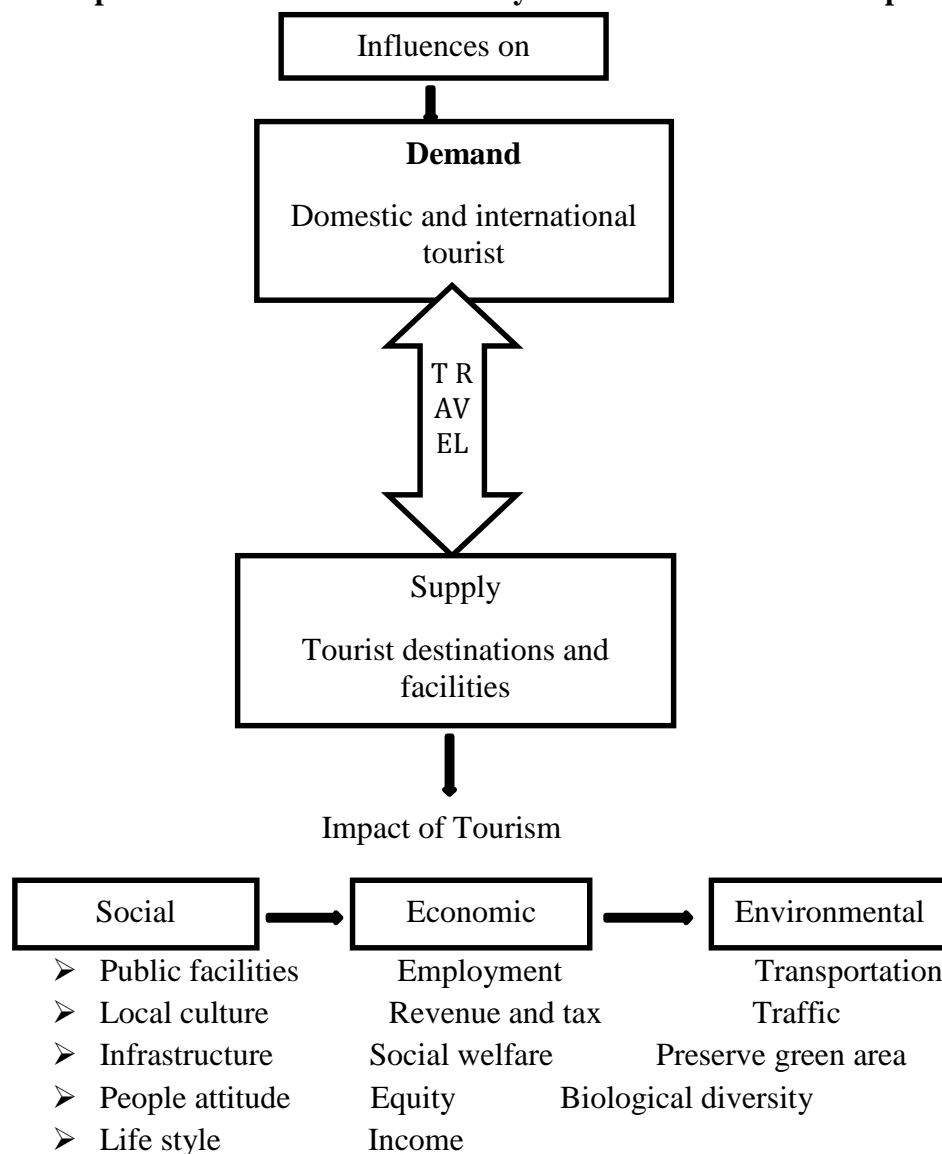 Influences on
Demand
Domestic and international
tourist
T R
AV
EL
Supply
Tourist destinations and
facilities
Impact of Tourism
Social Economic Environmental
➢ Public facilities Employment Transportation
➢ Local culture Revenue and tax Traffic
➢ Infrastructure Social welfare Preserve green area
➢ People attitude Equity Biological diversity
➢ Life style Income